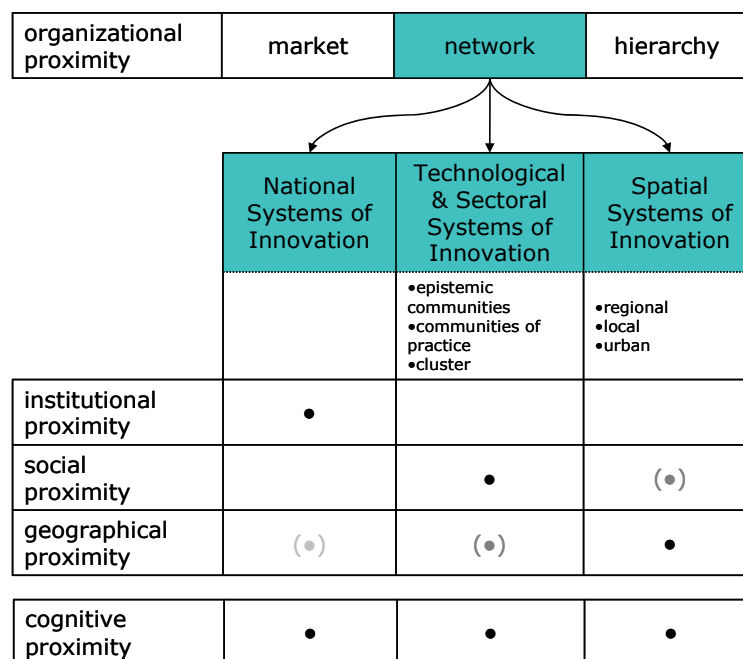 organizational proximity
market
network
hierarchy
National
Systems of
Innovation
Technological
& Sectoral
Systems of
Innovation
Spatial
Systems of
Innovation
•epistemic
communities
•communities of
practice
•cluster
•regional
•local
•urban
institutional
proximity
•
social
proximity
•
(•)
geographical
proximity
(•)
(•)
•
cognitive
proximity
•
•
•